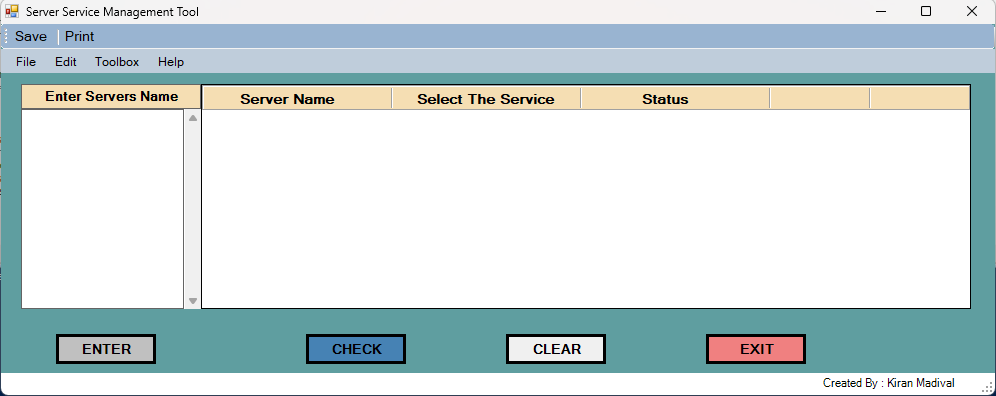 Server Service Management Tool
Save Print
File Edit Toolbox Help
Enter Servers Name Server Name Select The Service Status
ENTER CHECK CLEAR EXIT
Created By : Kiran Madival